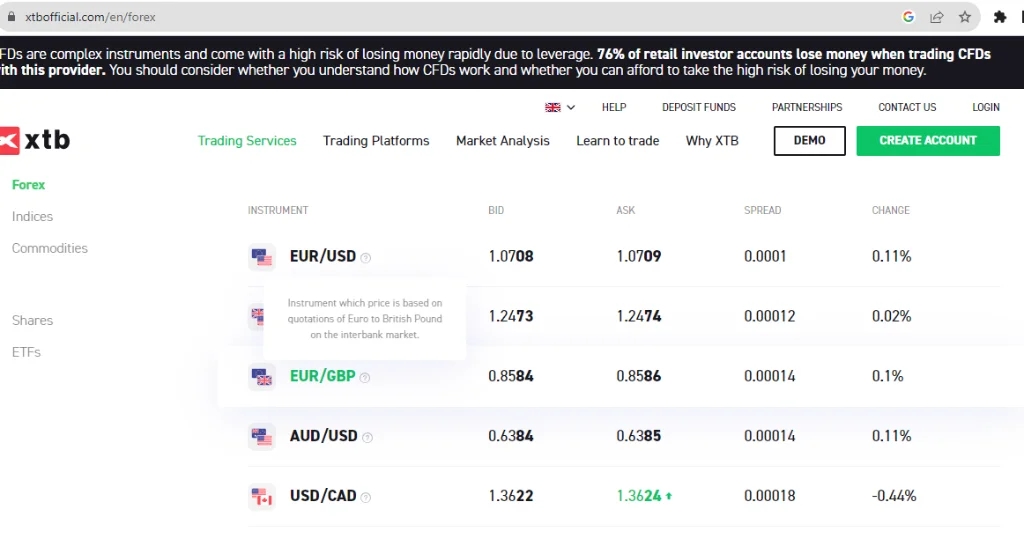 xtbofficial.com/en/forex
FDs are complex instruments and come with a high risk of losing money rapidly due to leverage. 76% of retail investor accounts lose money when trading CFDs
ith this provider. You should consider whether you understand how CFDs work and whether you can afford to take the high risk of losing your money.
HELP DEPOSIT FUNDS PARTNERSHIPS CONTACT US LOGIN
xtb Trading Services Trading Platforms Market Analysis Learn to trade Why XTB DEMO CREATE ACCOUNT
Forex
Indices
Commodities
Shares
ETFs
INSTRUMENT BID ASK SPREAD CHANGE
EUR/USD ? 1.0708 1.0709 0.0001 0.11%
Instrument which price is based on
quotations of Euro to British Pound
on the interbank market.
1.2473 1.2474 0.00012 0.02%
EUR/GBP ? 0.8584 0.8586 0.00014 0.1%
AUD/USD ? 0.6384 0.6385 0.00014 0.11%
USD/CAD ? 1.3622 1.3624 0.00018 -0.44%